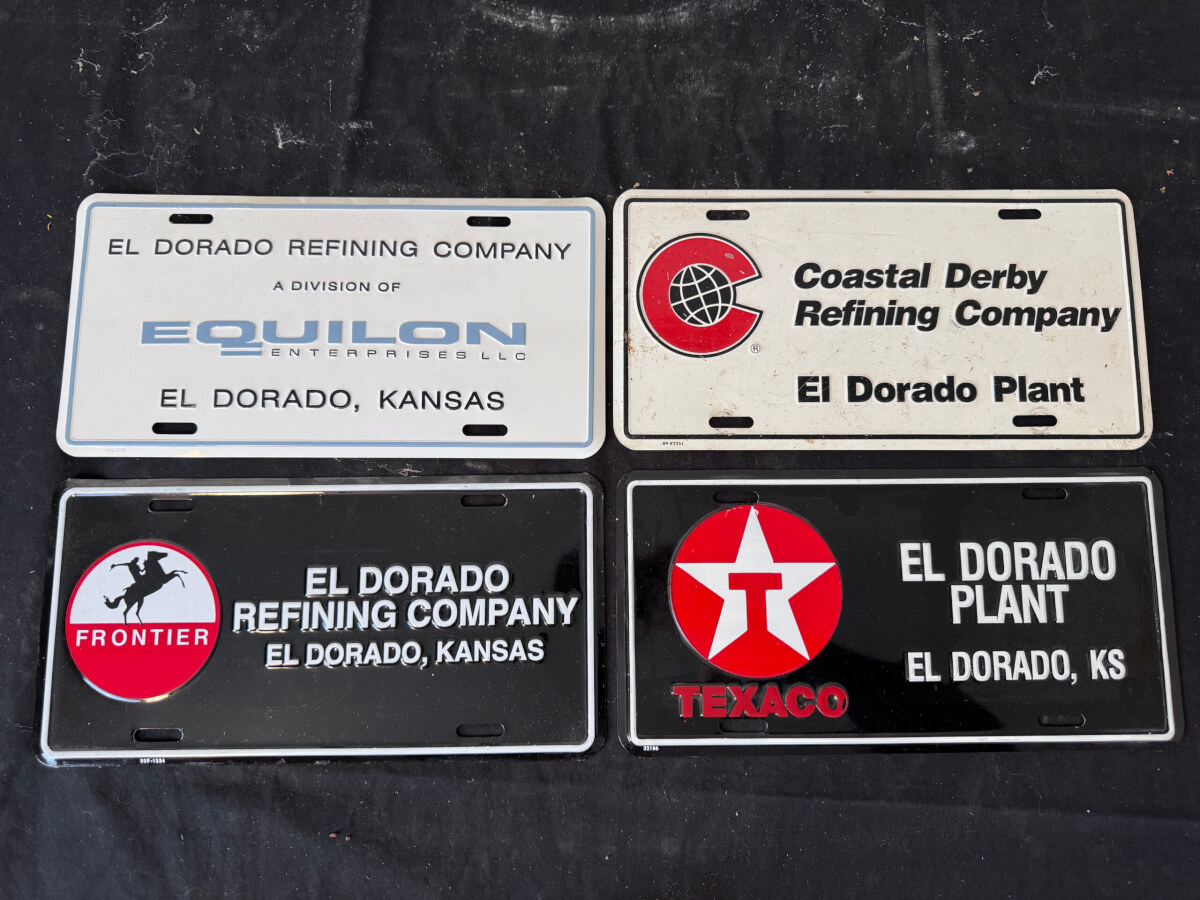 EL DORADO REFINING COMPANY
A DIVISION OF
EQUILON
ENTERPRISES LLC
EL DORADO, KANSAS
Coastal Derby
Refining Company
®
El Dorado Plant
FRONTIER
EL DORADO
REFINING COMPANY
EL DORADO, KANSAS
T
TEXACO
EL DORADO
PLANT
EL DORADO, KS